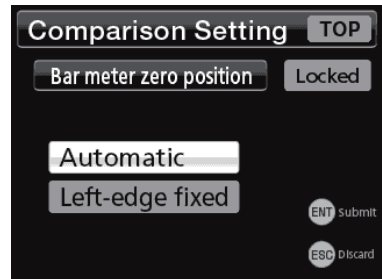 Comparison Setting TOP
Bar meter zero position Locked
Automatic
Left-edge fixed
ENT Submit
ESC Discard